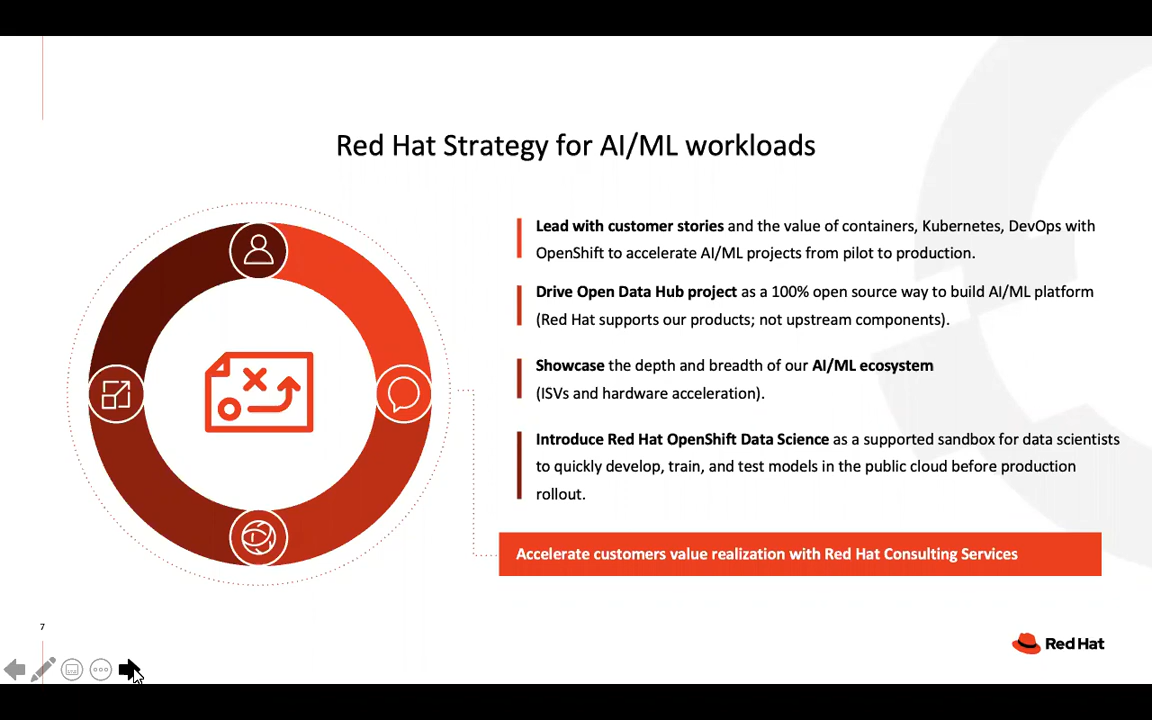 Red Hat Strategy for AI/ML workloads
Lead with customer stories and the value of containers, Kubernetes, DevOps with
OpenShift to accelerate AI/ML projects from pilot to production.
Drive Open Data Hub project as a 100% open source way to build AI/ML platform
(Red Hat supports our products; not upstream components).
Showcase the depth and breadth of our AI/ML ecosystem
(ISVs and hardware acceleration).
Introduce Red Hat OpenShift Data Science as a supported sandbox for data scientists
to quickly develop, train, and test models in the public cloud before production
rollout.
Accelerate customers value realization with Red Hat Consulting Services
7
Red Hat